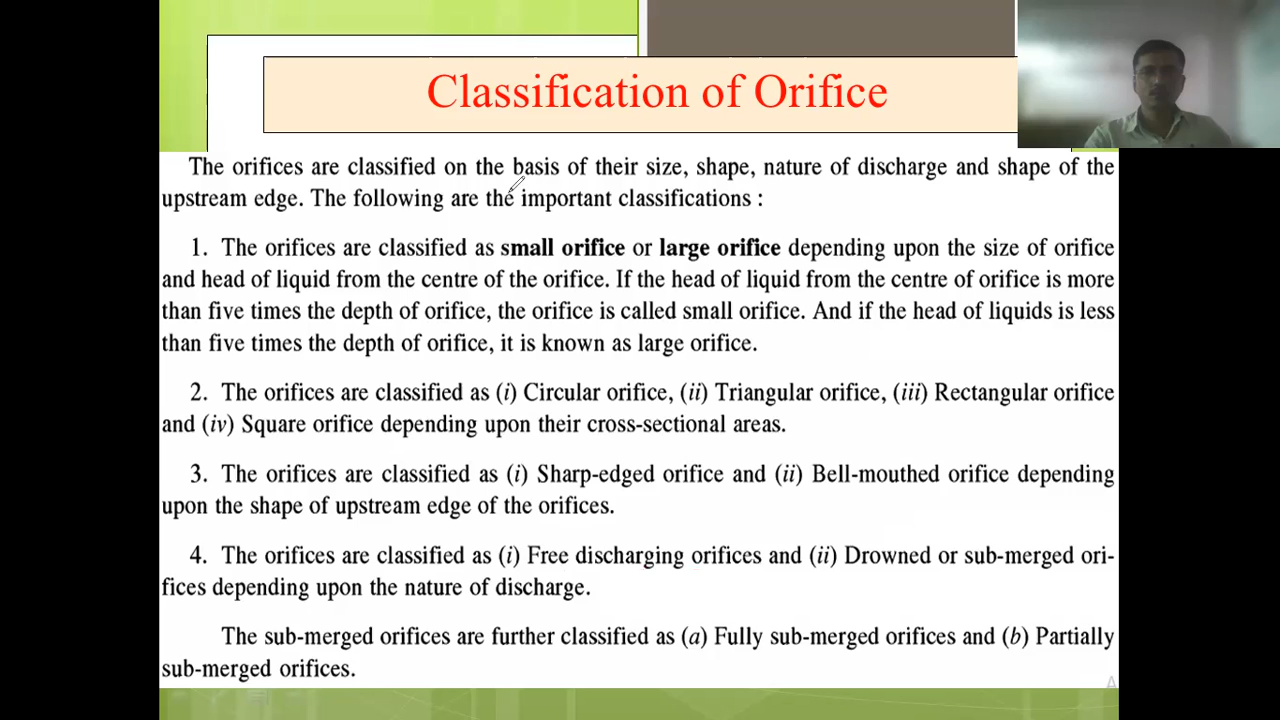 Classification of Orifice
The orifices are classified on the basis of their size, shape, nature of discharge and shape of the
upstream edge. The following are the important classifications :
1. The orifices are classified as small orifice or large orifice depending upon the size of orifice
and head of liquid from the centre of the orifice. If the head of liquid from the centre of orifice is more
than five times the depth of orifice, the orifice is called small orifice. And if the head of liquids is less
than five times the depth of orifice, it is known as large orifice.
2. The orifices are classified as (i) Circular orifice, (ii) Triangular orifice, (iii) Rectangular orifice
and (iv) Square orifice depending upon their cross-sectional areas.
3. The orifices are classified as (i) Sharp-edged orifice and (ii) Bell-mouthed orifice depending
upon the shape of upstream edge of the orifices.
4. The orifices are classified as (i) Free discharging orifices and (ii) Drowned or sub-merged ori-
fices depending upon the nature of discharge.
The sub-merged orifices are further classified as (a) Fully sub-merged orifices and (b) Partially
sub-merged orifices.
A